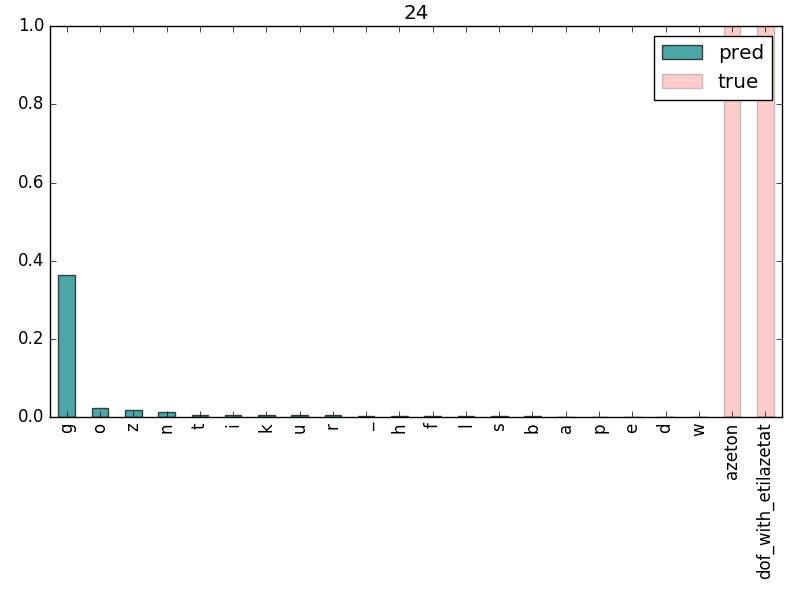 24
1.0
0.8
0.6
0.4
0.2
0.0
pred
true
g
o
z
n
t
i
k
u
r
_
h
f
l
s
b
a
p
e
d
w
azeton
dof_with_etilazetat